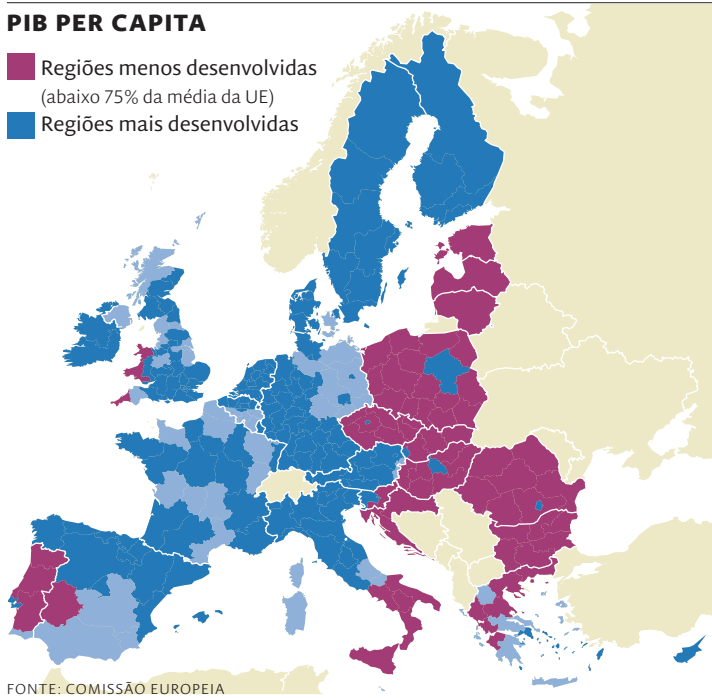 PIB PER CAPITA
Regiões menos desenvolvidas
(abaixo 75% da média da UE)
Regiões mais desenvolvidas
FONTE: COMISSÃO EUROPEIA